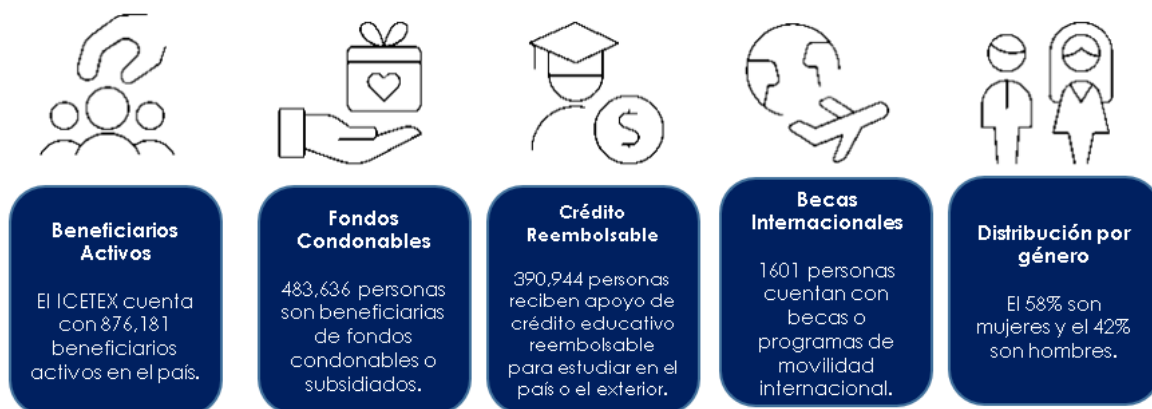 Beneficiarios
Activos
El ICETEX cuenta
con 876,181
beneficiarios
activos en el país.
Fondos
Condonables
483,636 personas
son beneficiarias
de fondos
condonables o
subsidiados.
Crédito
Reembolsable
390,944 personas
reciben apoyo de
crédito educativo
reembolsable
para estudiar en el
país o el exterior.
Becas
Internacionales
1601 personas
cuentan con
becas o
programas de
movilidad
internacional.
Distribución por
género
El 58% son
mujeres y el 42%
son hombres.
$